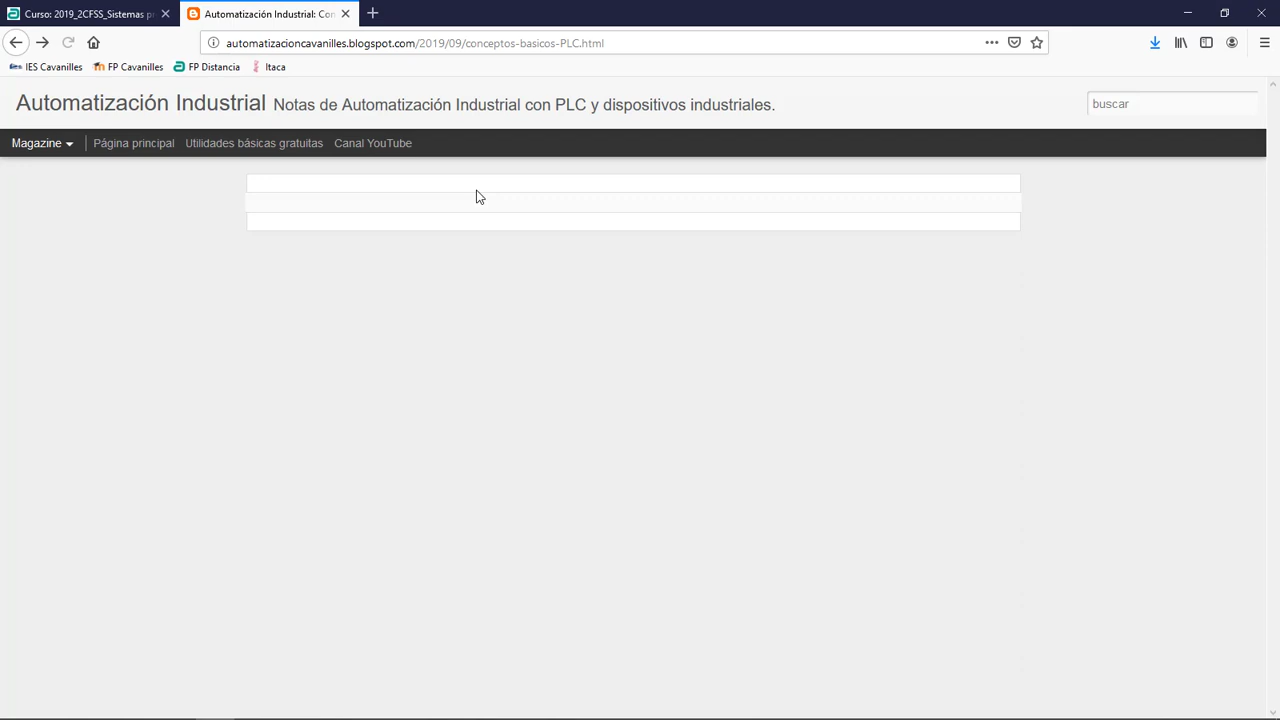 Curso: 2019_2CFSS_Sistemas p
Automatización Industrial: Con
automatizacioncavanilles.blogspot.com/2019/09/conceptos-basicos-PLC.html
IES Cavanilles
FP Cavanilles
FP Distancia
Itaca
Automatización Industrial Notas de Automatización Industrial con PLC y dispositivos industriales.
buscar
Magazine
Página principal
Utilidades básicas gratuitas
Canal YouTube